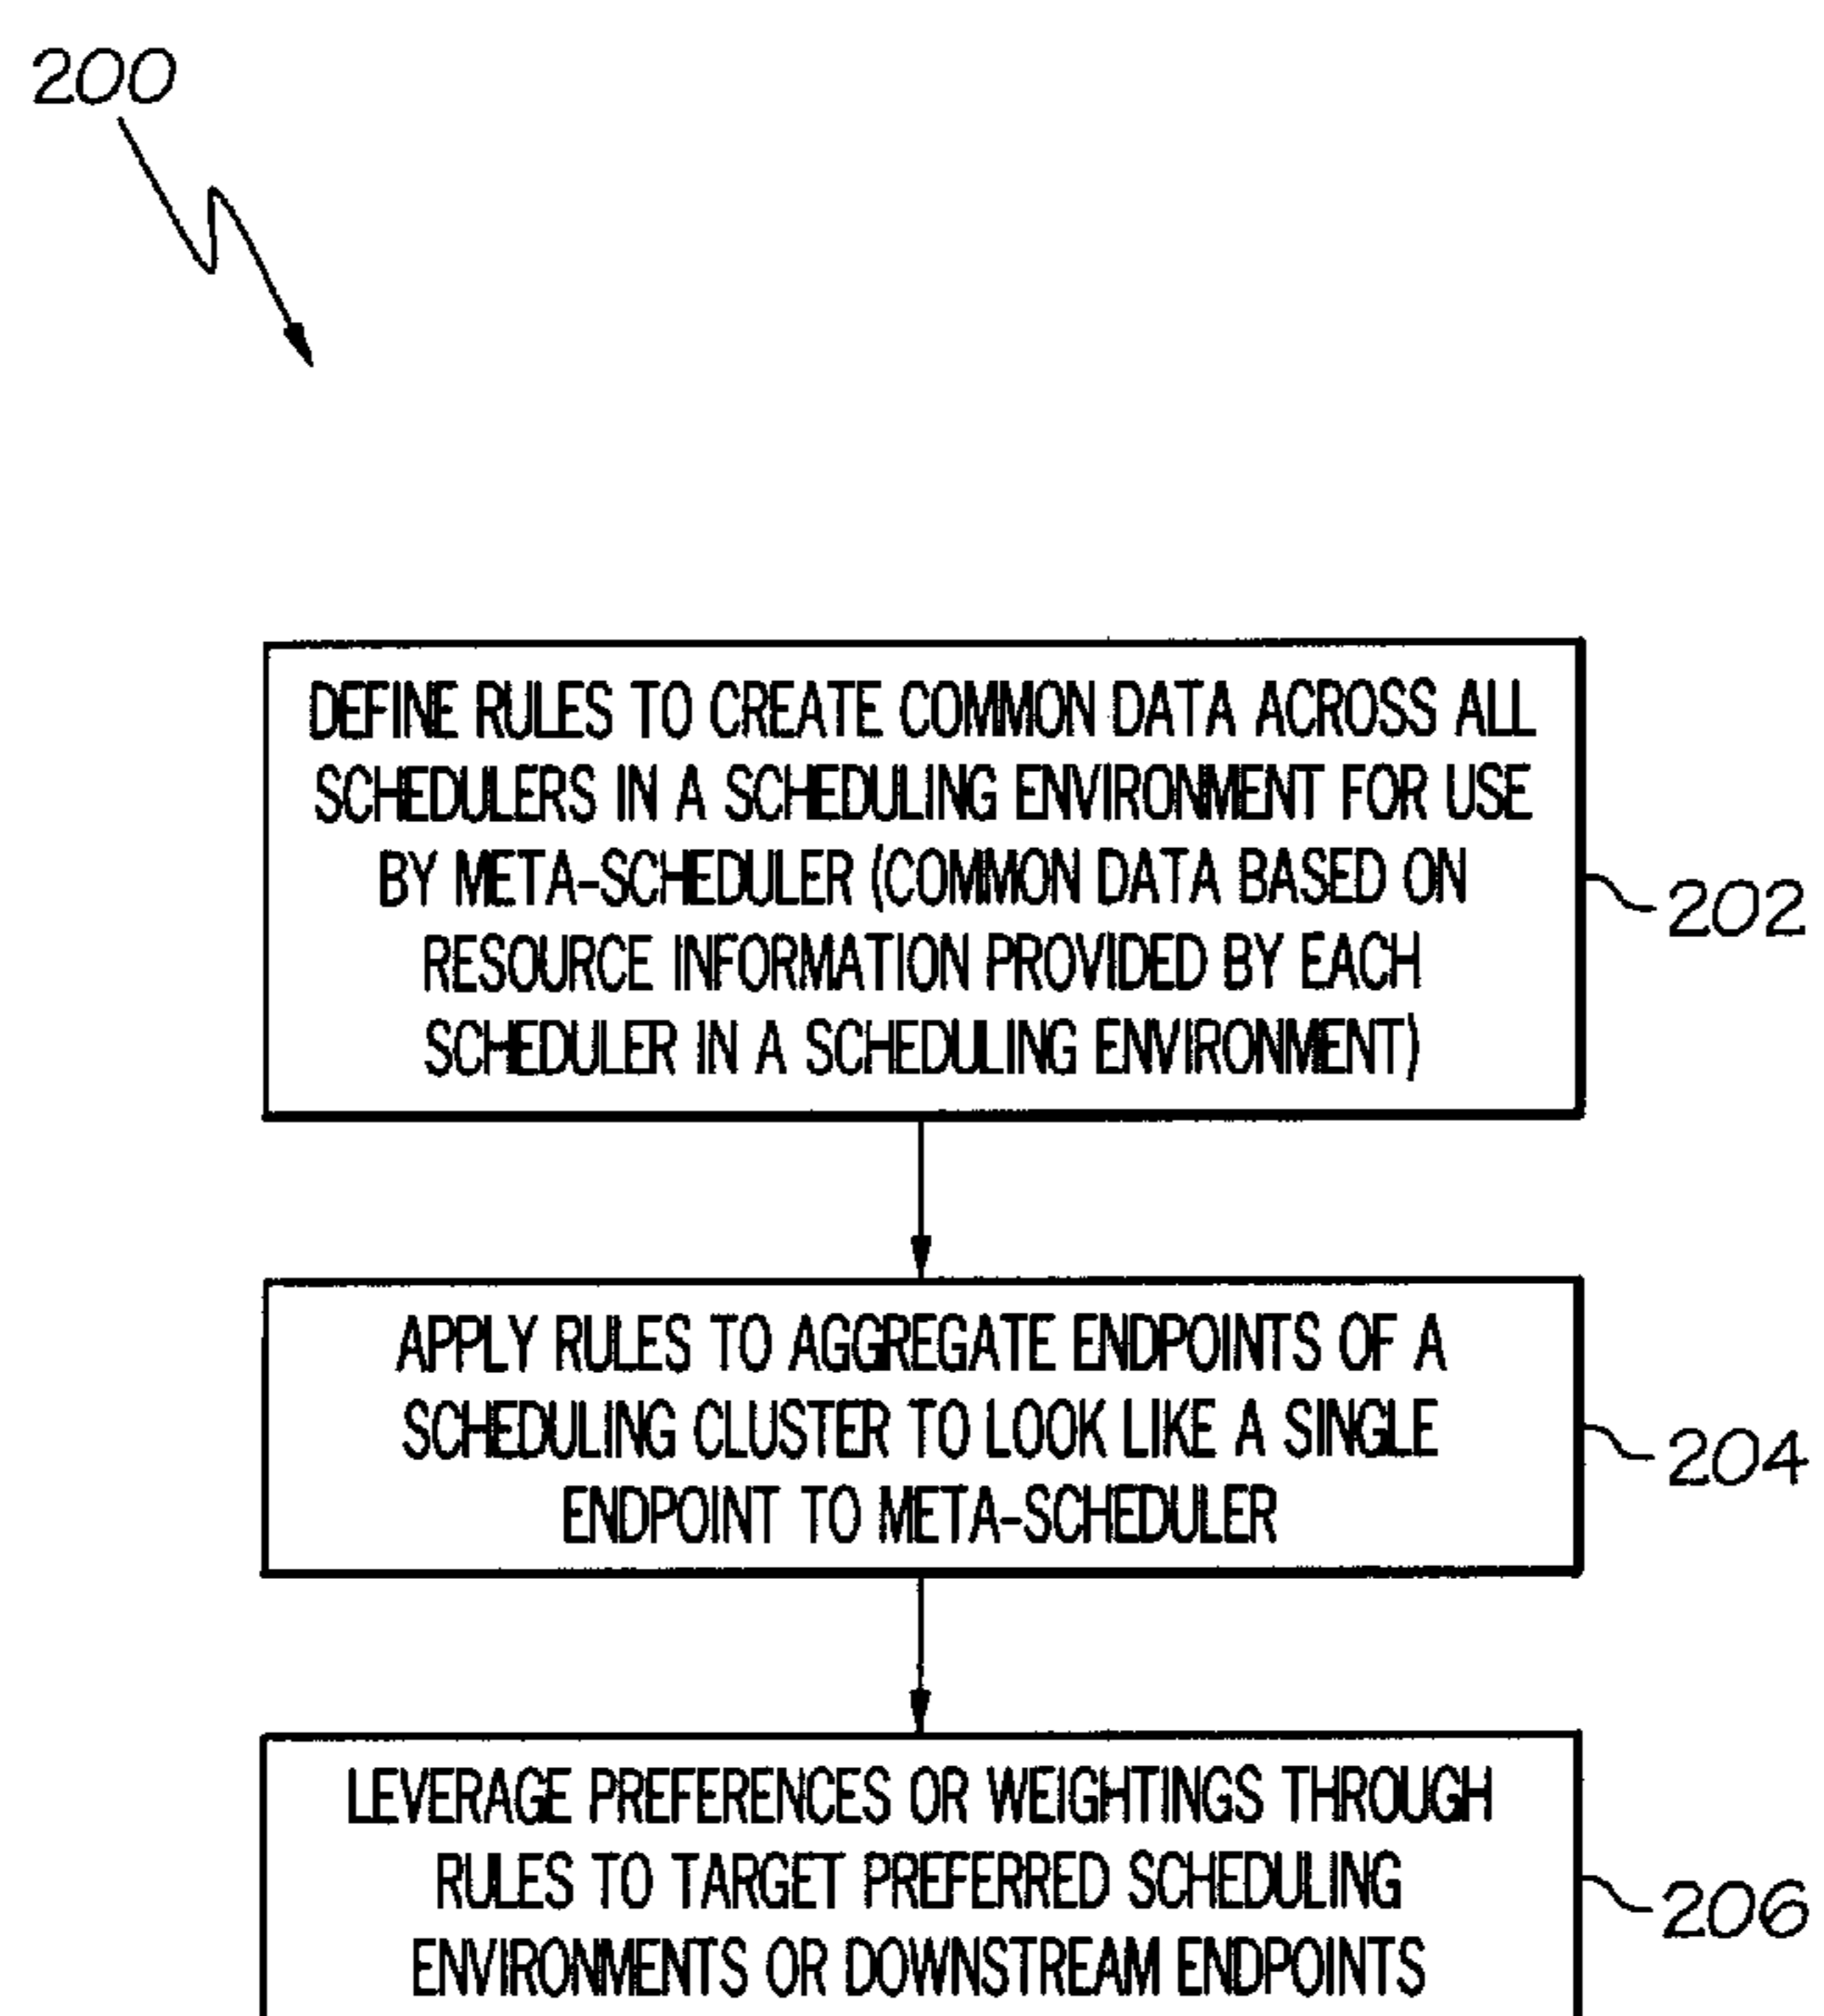 200
DEFINE RULES TO CREATE COMMON DATA ACROSS ALL
SCHEDULERS IN A SCHEDULING ENVIRONMENT FOR USE
BY META-SCHEDULER (COMMON DATA BASED ON
RESOURCE INFORMATION PROVIDED BY EACH
SCHEDULER IN A SCHEDULING ENVIRONMENT)
202
APPLY RULES TO AGGREGATE ENDPOINTS OF A
SCHEDULING CLUSTER TO LOOK LIKE A SINGLE
ENDPOINT TO META-SCHEDULER
204
LEVERAGE PREFERENCES OR WEIGHTINGS THROUGH
RULES TO TARGET PREFERRED SCHEDULING
ENVIRONMENTS OR DOWNSTREAM ENDPOINTS
206